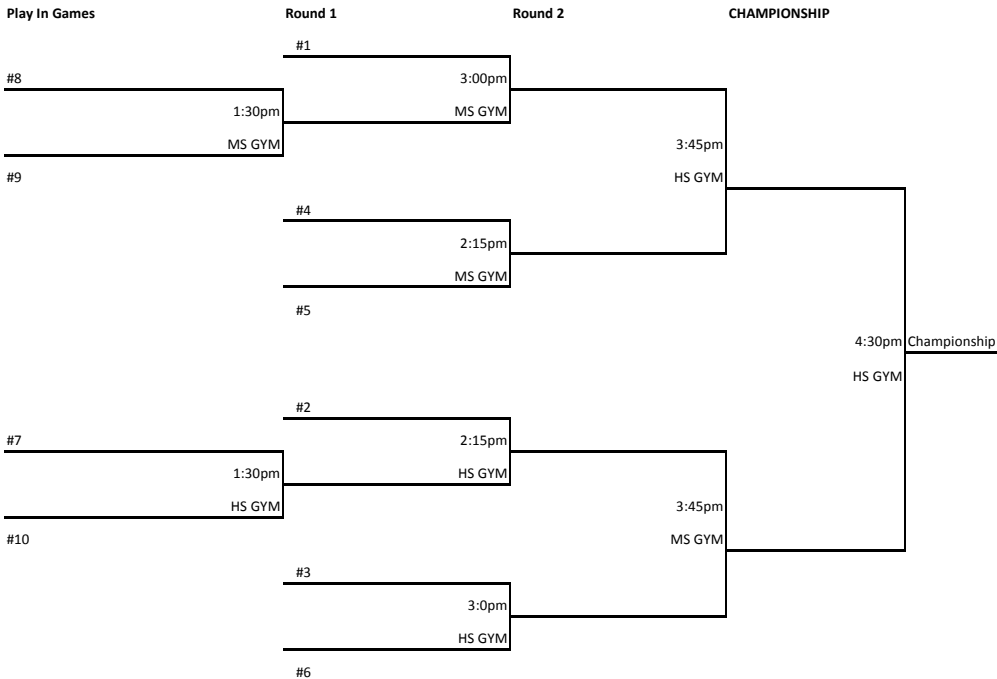 Play In Games Round 1 Round 2 CHAMPIONSHIP
#1
#8 3:00pm
1:30pm MS GYM
MS GYM 3:45pm
#9 HS GYM
#4
2:15pm
MS GYM
#5
4:30pm Championship
HS GYM
#2
#7 2:15pm
1:30pm HS GYM
HS GYM 3:45pm
#10 MS GYM
#3
3:0pm
HS GYM
#6